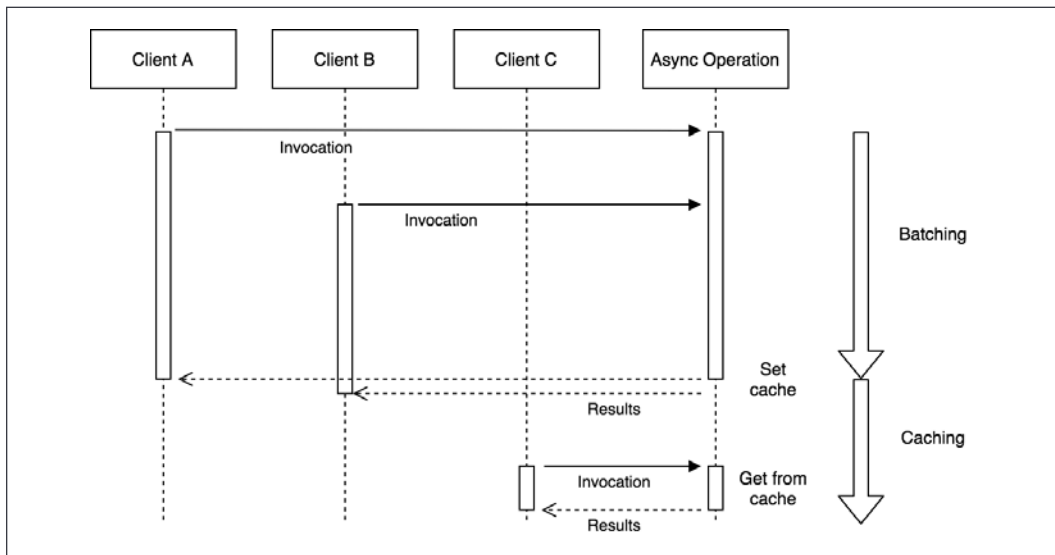 Client A
Client B
Client C
Async Operation
Invocation
Invocation
Batching
Set
cache
Results
Caching
Invocation
Get from
cache
Results